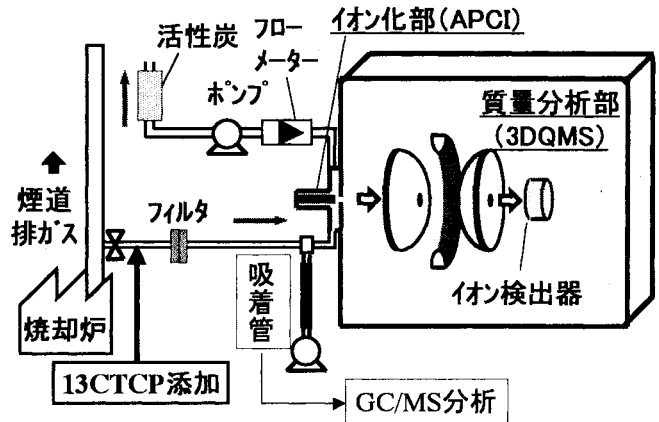 活性炭
フロー
メーター
ポンプ
イオン化部(APCI)
質量分析部
(3DQMS)
煙道
排ガス
フィルタ
イオン検出器
焼却炉
吸着管
13CTCP添加
GC/MS分析